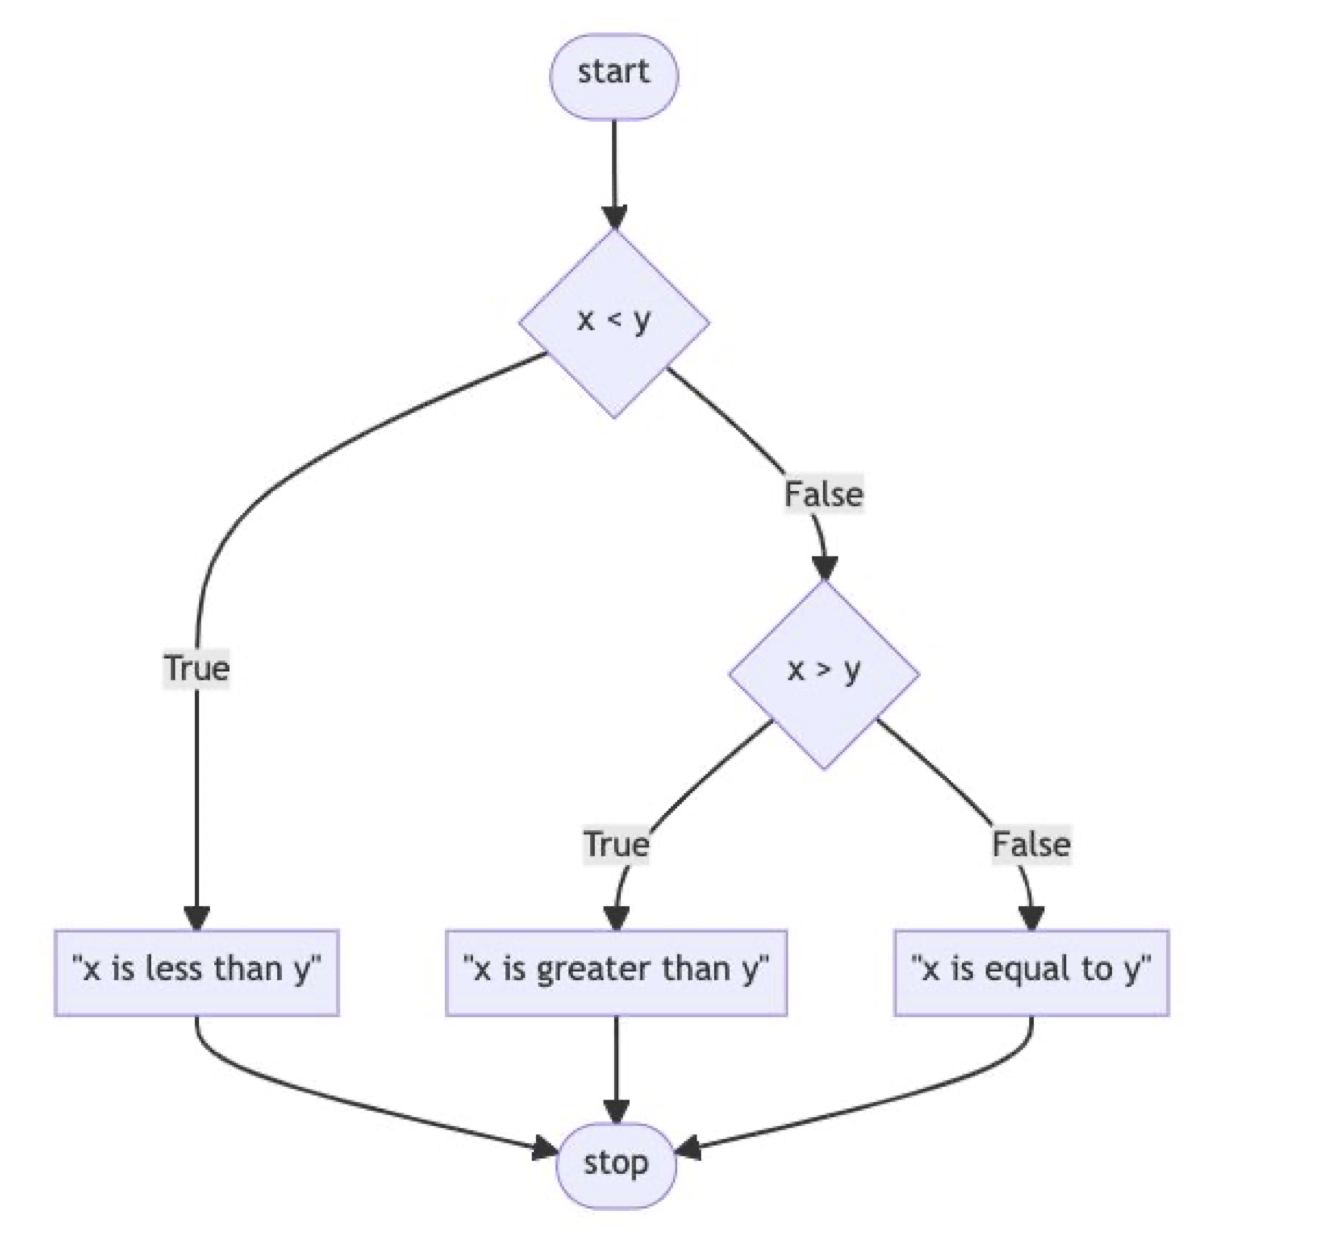 start
x < y
False
True
x > y
True
False
"x is less than y"
"x is greater than y"
"x is equal to y"
stop